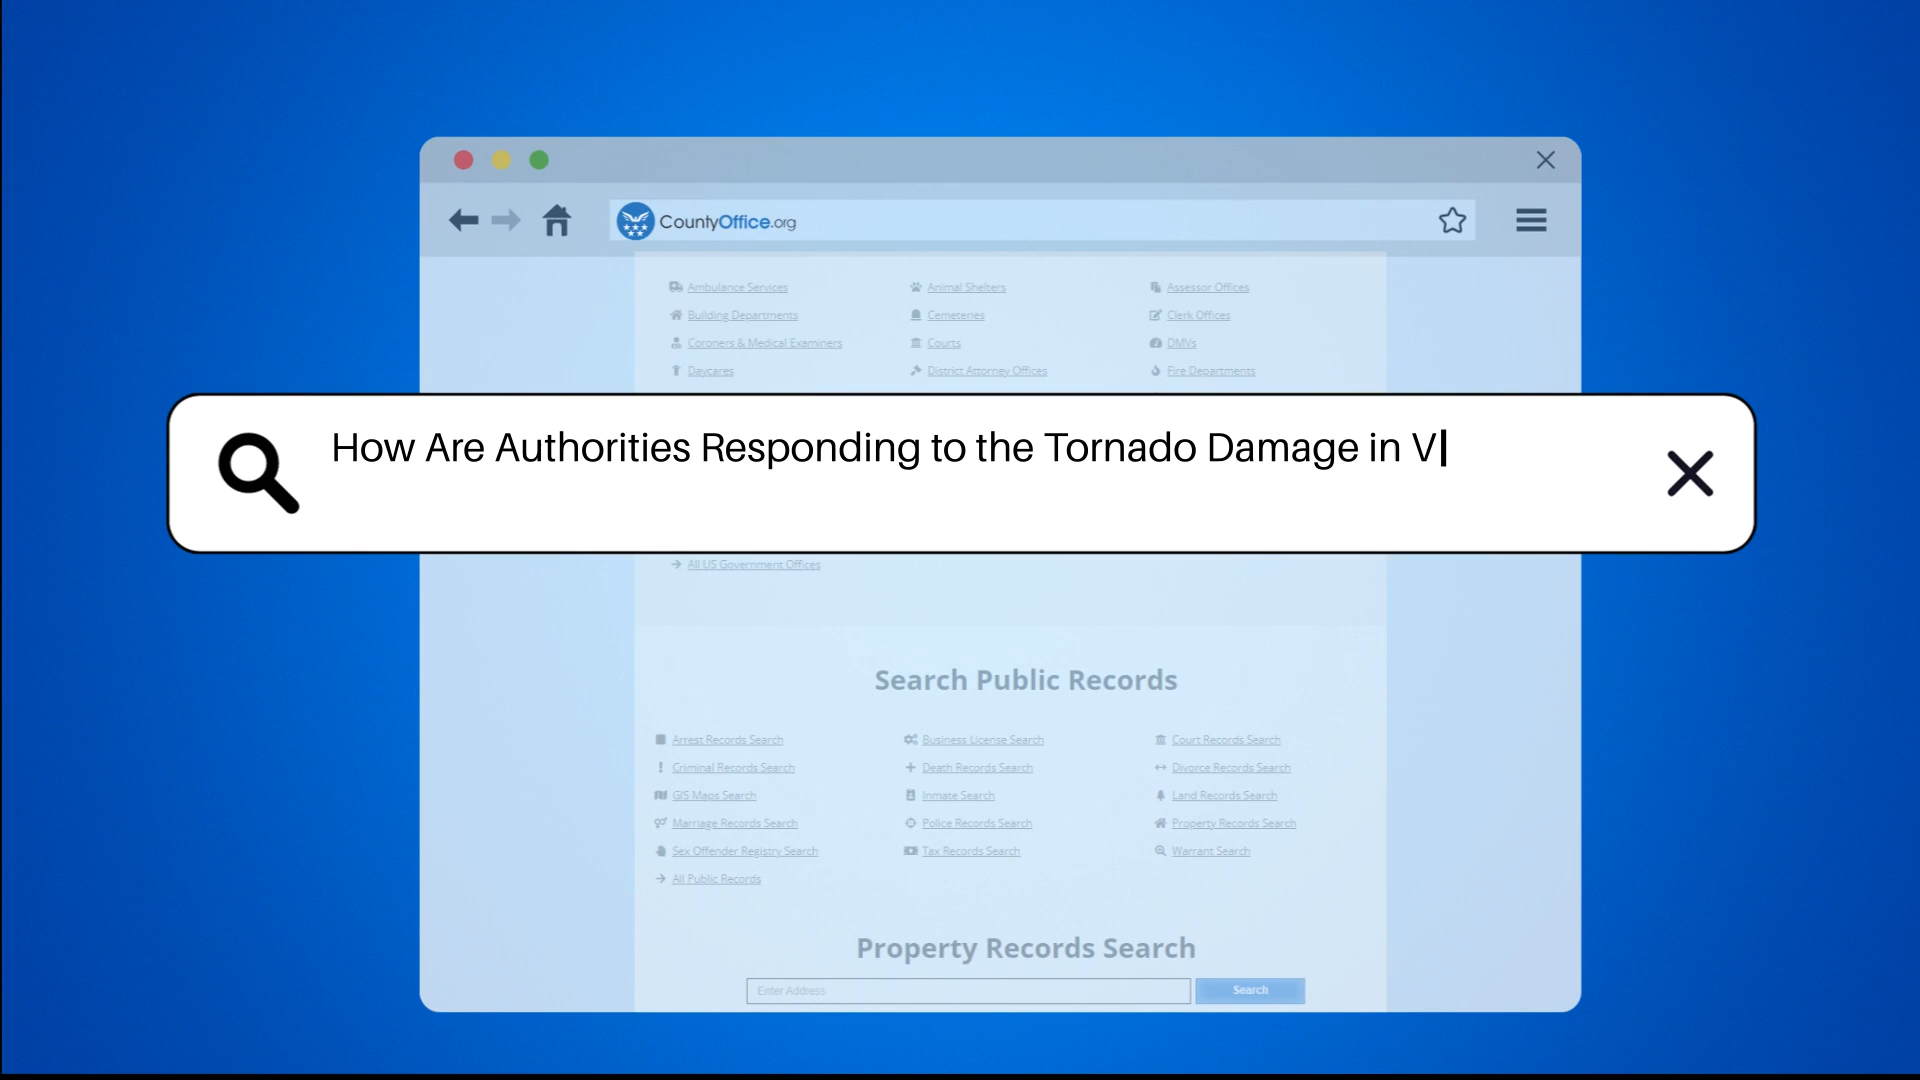 CountyOffice.org
Ambulance Services
Animal Shelters
Assessor Offices
Building Departments
Cemeteries
Clerk Offices
Coroners & Medical Examiners
Courts
DMVs
Daycares
District Attorney Offices
Fire Departments
How Are Authorities Responding to the Tornado Damage in V
All US Government Offices
Search Public Records
Arrest Records Search
Business License Search
Court Records Search
Criminal Records Search
Death Records Search
Divorce Records Search
GIS Maps Search
Inmate Search
Land Records Search
Marriage Records Search
Police Records Search
Property Records Search
Sex Offender Registry Search
Tax Records Search
Warrant Search
All Public Records
Property Records Search
Enter Address
Search